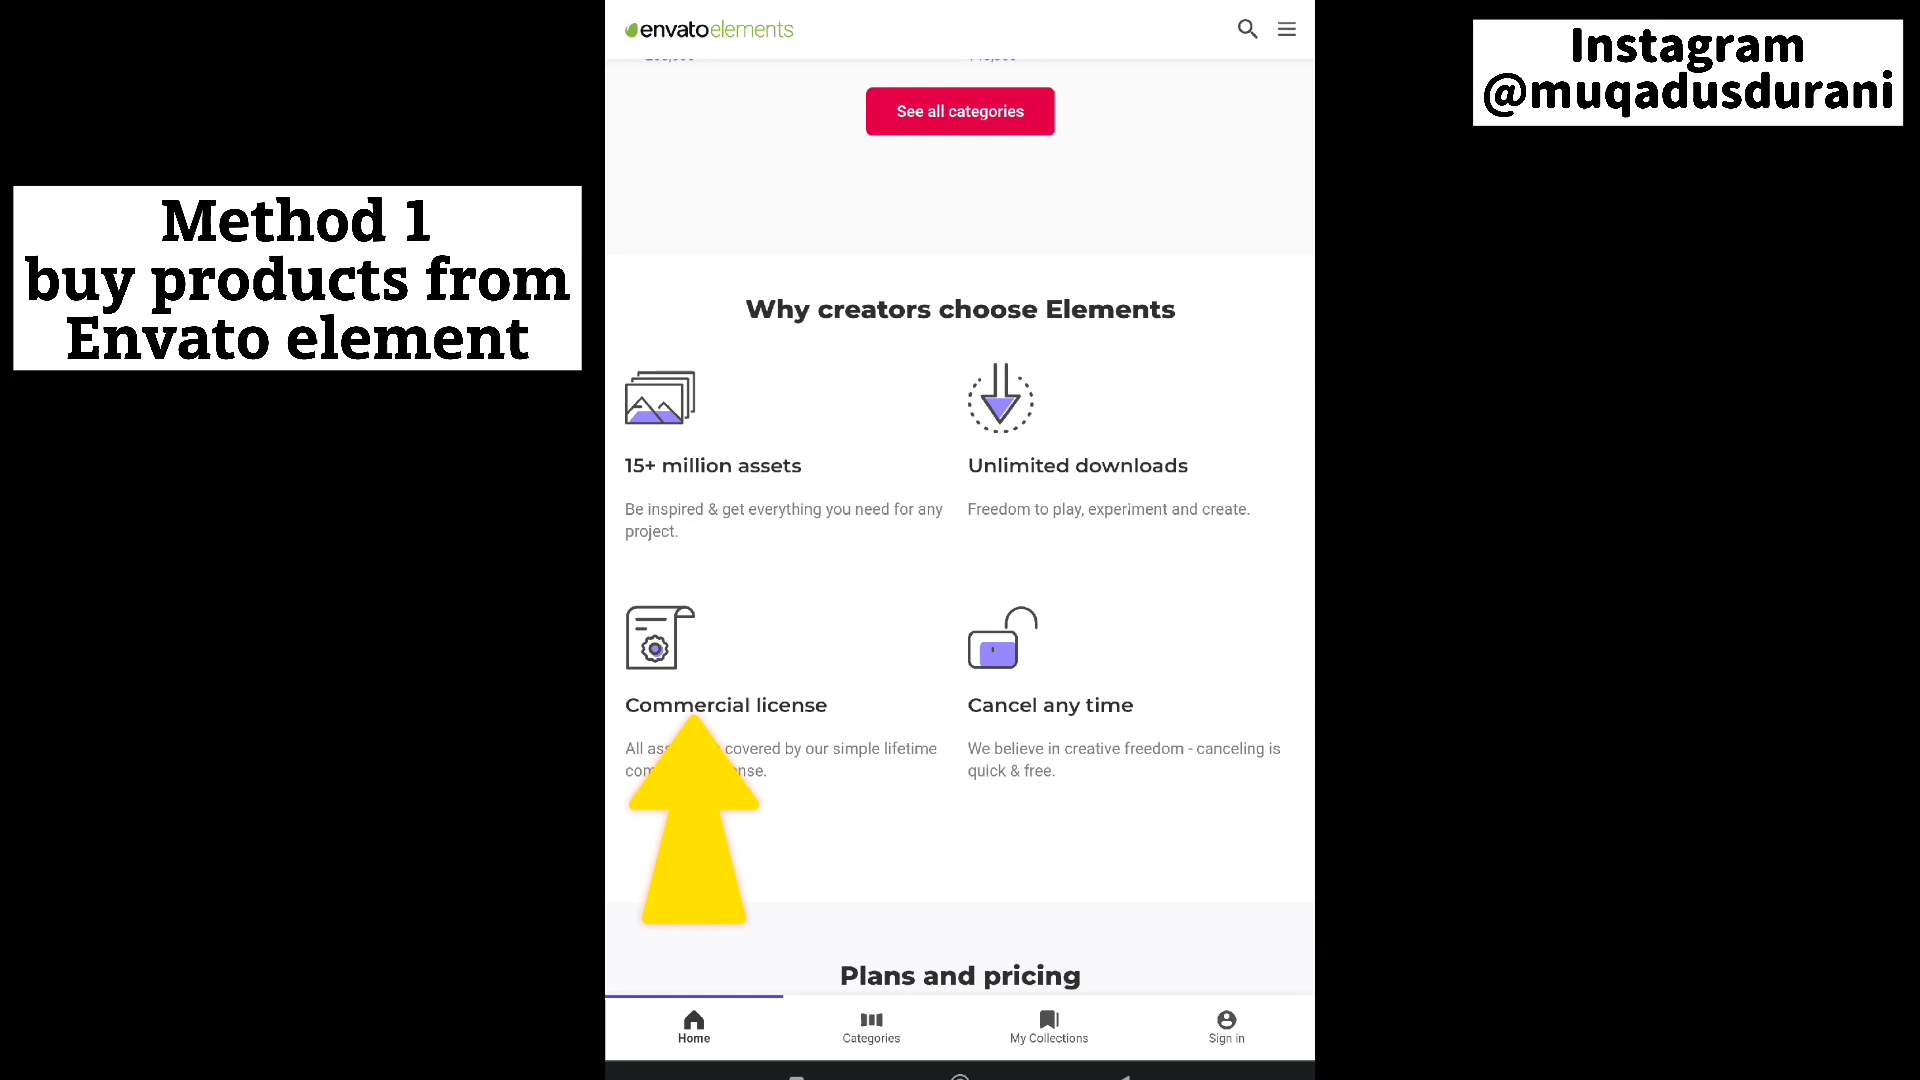 envatoelements
Instagram
@muqadusdurani
See all categories
Method 1
buy products from
Envato element
Why creators choose Elements
15+ million assets
Be inspired & get everything you need for any
project.
Unlimited downloads
Freedom to play, experiment and create.
Commercial license
All covered by our simple lifetime
Cancel any time
We believe in creative freedom - canceling is
quick & free.
Plans and pricing
Home
Categories
My Collections
Sign in